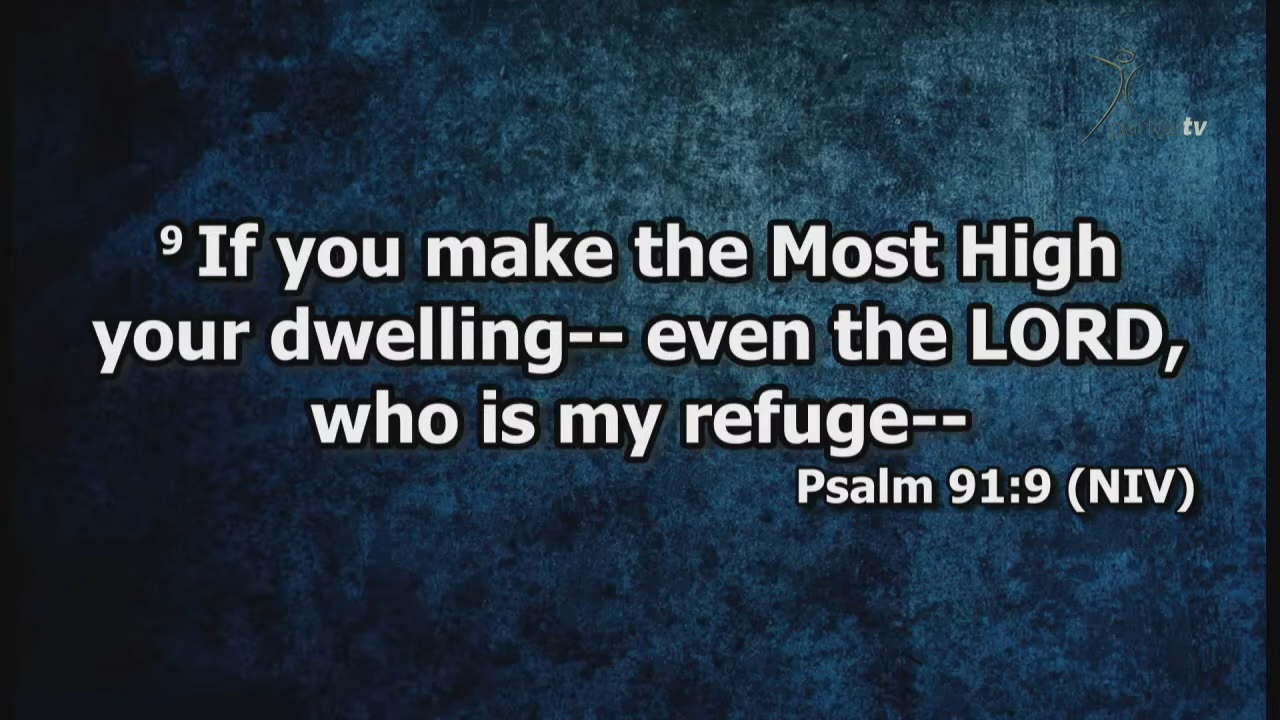 ⁹ If you make the Most High
your dwelling-- even the LORD,
who is my refuge--
Psalm 91:9 (NIV)
tv